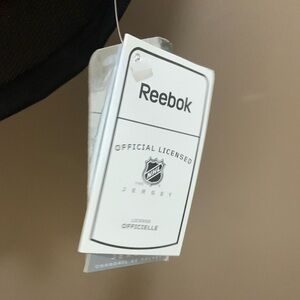 Reebok
OFFICIAL LICENSED
NHL
JERSEY
LICENCE
OFFICIELLE